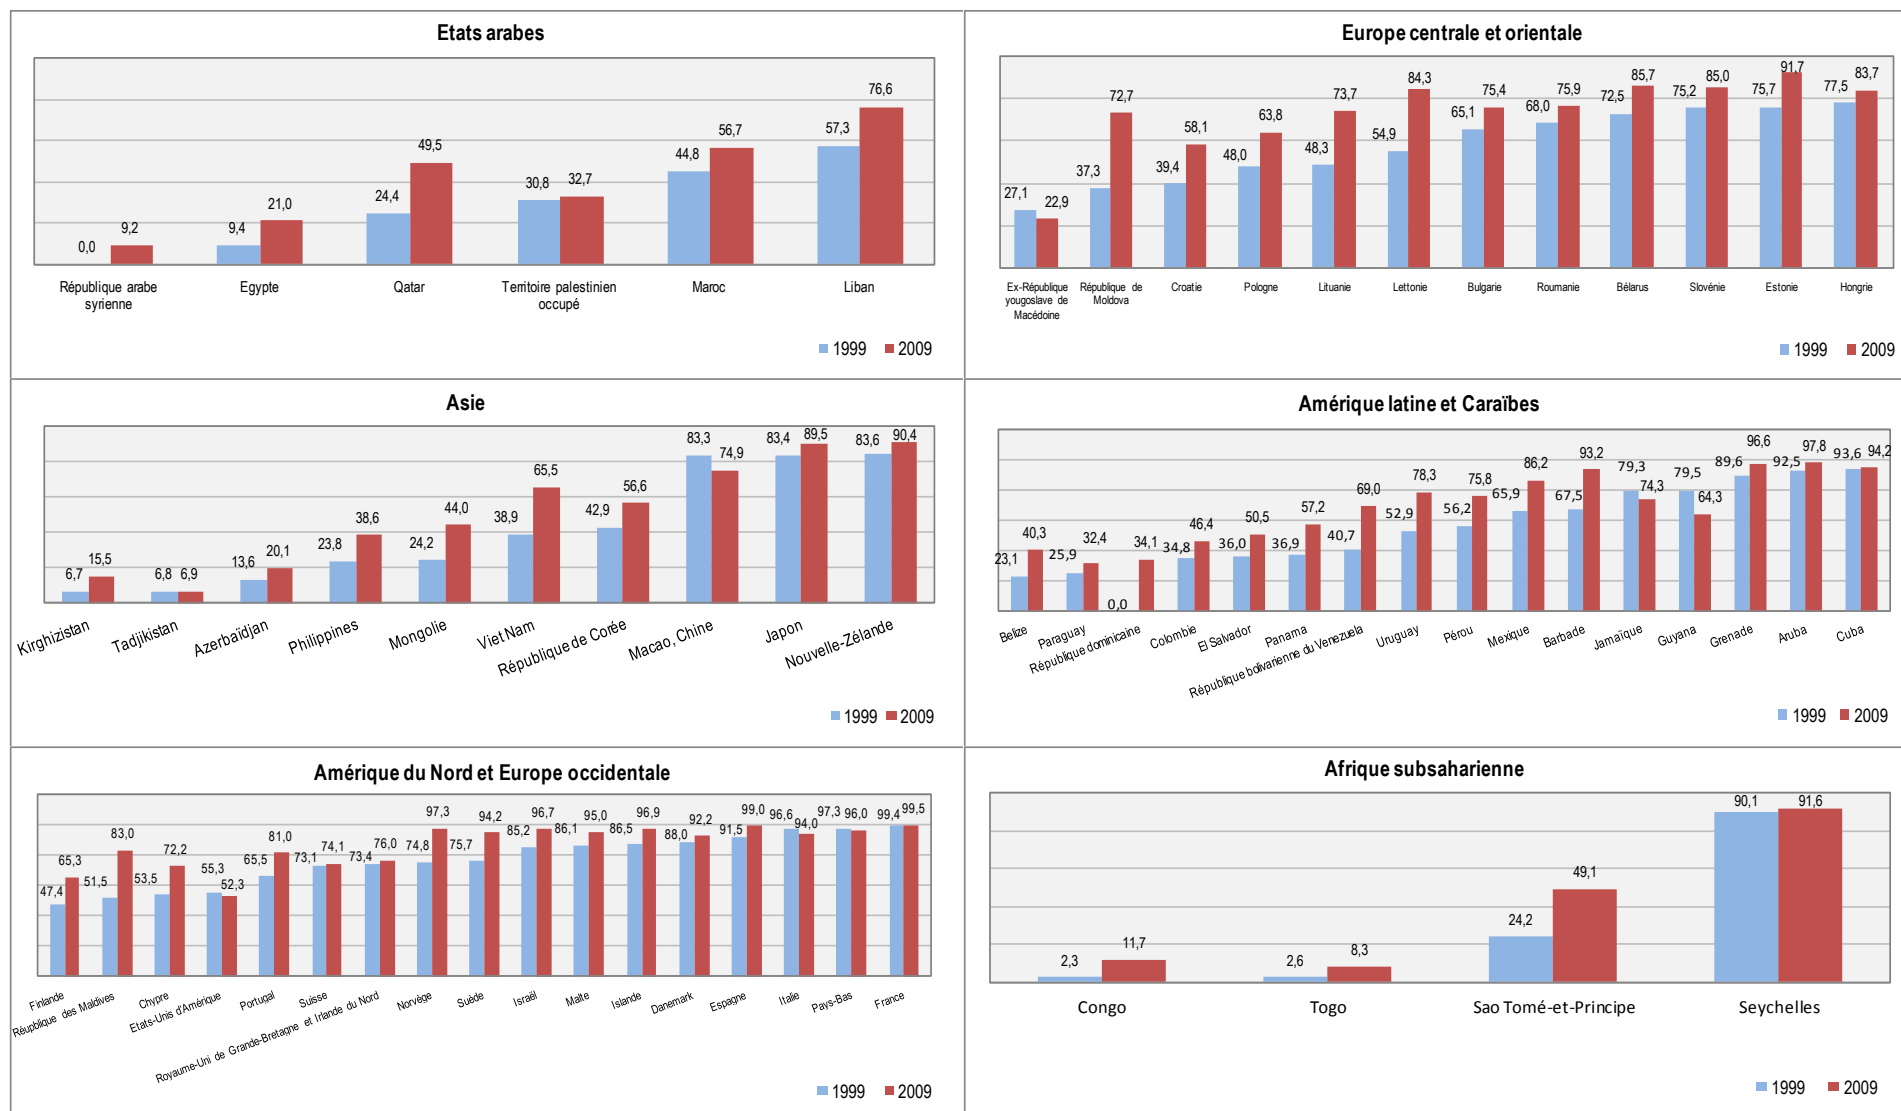 Etats arabes
0,0 9,2 9,4 21,0 24,4 49,5 30,8 32,7 44,8 56,7 57,3 76,6
République arabe syrienne
Egypte
Qatar
Territoire palestinien occupé
Maroc
Liban
1999 2009
Europe centrale et orientale
27,1 22,9 37,3 72,7 39,4 58,1 48,0 63,8 48,3 73,7 54,9 84,3 65,1 75,4 68,0 75,9 72,5 85,7 75,2 85,0 75,7 91,7 77,5 83,7
Ex-République yougoslave de Macédoine
République de Moldova
Croatie
Pologne
Lituanie
Lettonie
Bulgarie
Roumanie
Bélarus
Slovénie
Estonie
Hongrie
1999 2009
Asie
6,7 15,5 6,8 6,9 13,6 20,1 23,8 38,6 24,2 44,0 38,9 65,5 42,9 56,6 83,3 74,9 83,4 89,5 83,6 90,4
Kirghizistan
Tadjikistan
Azerbaïdjan
Philippines
Mongolie
Viet Nam
République de Corée
Macao, Chine
Japon
Nouvelle-Zélande
1999 2009
Amérique latine et Caraïbes
23,1 40,3 25,9 32,4 0,0 34,1 34,8 46,4 36,0 50,5 36,9 57,2 40,7 69,0 52,9 78,3 56,2 75,8 65,9 86,2 67,5 93,2 79,3 74,3 79,5 64,3 89,6 96,6 92,5 97,8 93,6 94,2
Belize
Paraguay
République dominicaine
Colombie
El Salvador
Panama
République bolivarienne du Venezuela
Uruguay
Pérou
Mexique
Barbade
Jamaïque
Guyana
Grenade
Aruba
Cuba
1999 2009
Amérique du Nord et Europe occidentale
47,4 65,3 51,5 83,0 53,5 72,2 55,3 52,3 65,5 81,0 73,1 74,1 73,4 76,0 74,8 97,3 75,7 94,2 85,2 96,7 86,1 95,0 86,5 96,9 88,0 92,2 91,5 99,0 96,6 94,0 97,3 96,0 99,4 99,5
Finlande
Réupblique des Maldives
Chypre
Etats-Unis d'Amérique
Portugal
Suisse
Royaume-Uni de Grande-Bretagne et Irlande du Nord
Norvège
Suède
Israël
Malte
Islande
Danemark
Espagne
Italie
Pays-Bas
France
1999 2009
Afrique subsaharienne
2,3 11,7 2,6 8,3 24,2 49,1 90,1 91,6
Congo
Togo
Sao Tomé-et-Principe
Seychelles
1999 2009